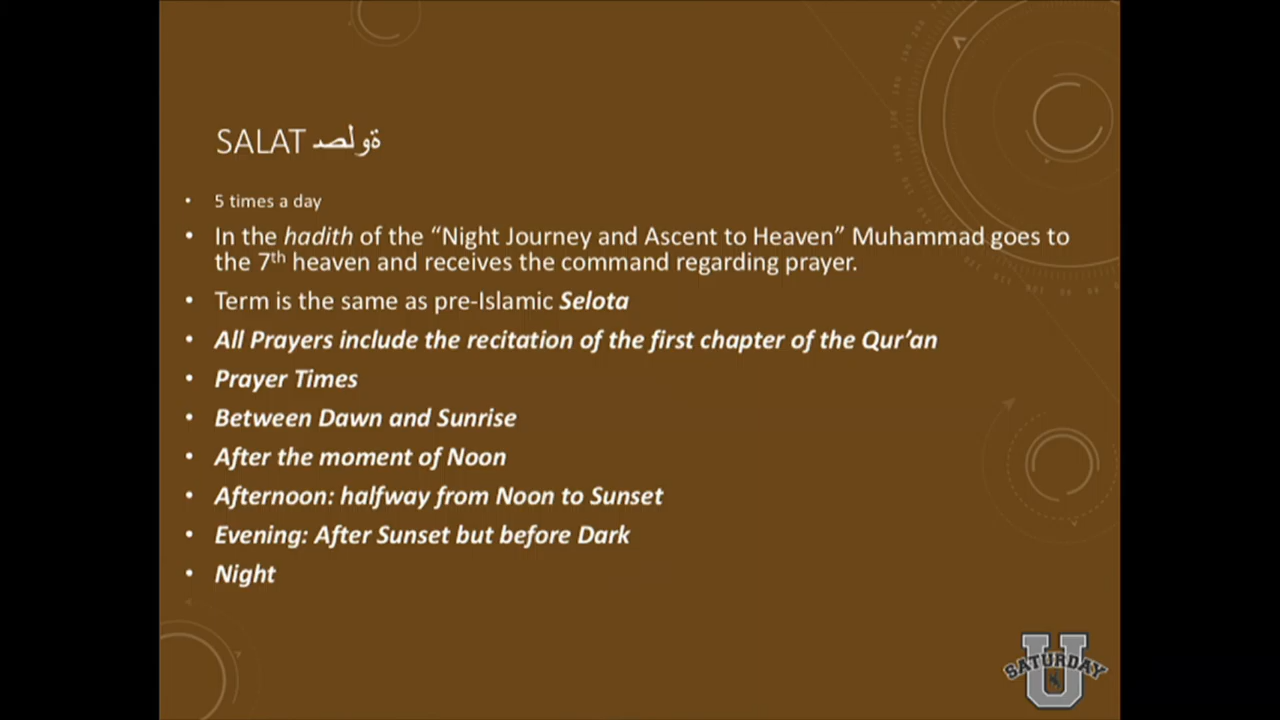 SALAT ةولص
• 5 times a day
• In the hadith of the “Night Journey and Ascent to Heaven” Muhammad goes to
the 7th heaven and receives the command regarding prayer.
• Term is the same as pre-Islamic Selota
• All Prayers include the recitation of the first chapter of the Qur’an
• Prayer Times
• Between Dawn and Sunrise
• After the moment of Noon
• Afternoon: halfway from Noon to Sunset
• Evening: After Sunset but before Dark
• Night
SATURDAY
U